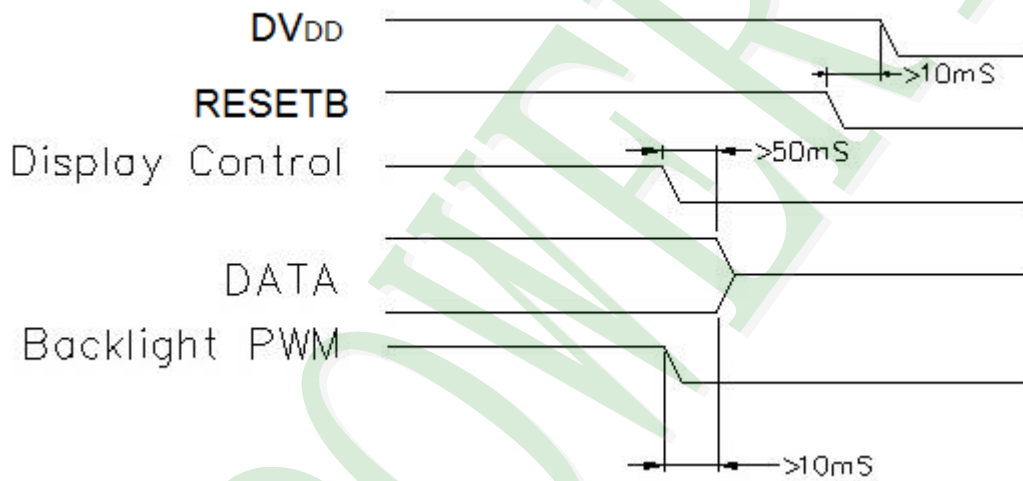 DVDD
>10mS
RESETB
Display Control
>50mS
DATA
Backlight PWM
>10mS